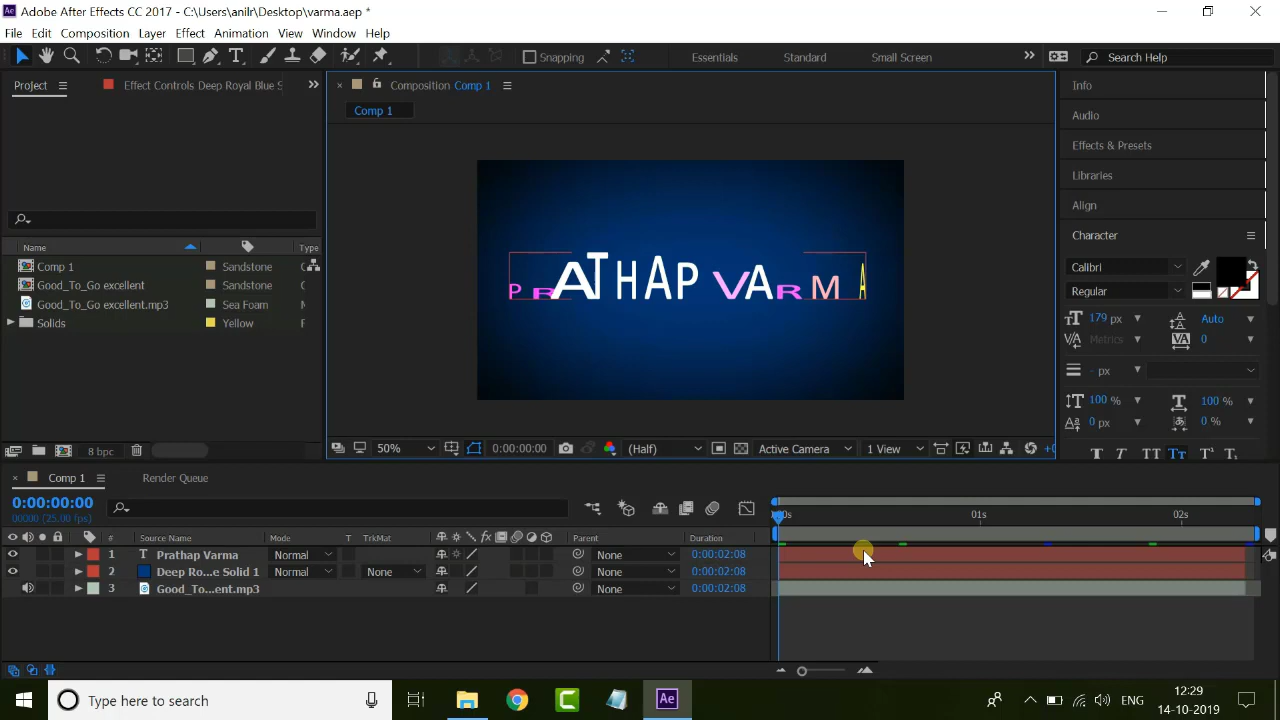 Adobe After Effects CC 2017 - C:\Users\anilr\Desktop\varma.aep *
File Edit Composition Layer Effect Animation View Window Help
Snapping Essentials Standard Small Screen Search Help
Project Effect Controls Deep Royal Blue S
Composition Comp 1
Comp 1
PRATHAP VARMA
Info
Audio
Effects & Presets
Libraries
Align
Character
Calibri
Regular
179 px Auto
Metrics 0
- px
100 % 100 %
0 px 0 %
Name Type
Comp 1 Sandstone C
Good_To_Go excellent Sandstone C
Good_To_Go excellent.mp3 Sea Foam
Solids Yellow F
8 bpc
50% 0:00:00:00 (Half) Active Camera 1 View +0
Comp 1 Render Queue
0:00:00:00
00000 (25.00 fps)
:00s 01s 02s
# Source Name Mode T TrkMat Parent Duration
1 T Prathap Varma Normal None 0:00:02:08
2 Deep Ro...e Solid 1 Normal None None 0:00:02:08
3 Good_To...ent.mp3 None 0:00:02:08
Type here to search
ENG
12:29
14-10-2019